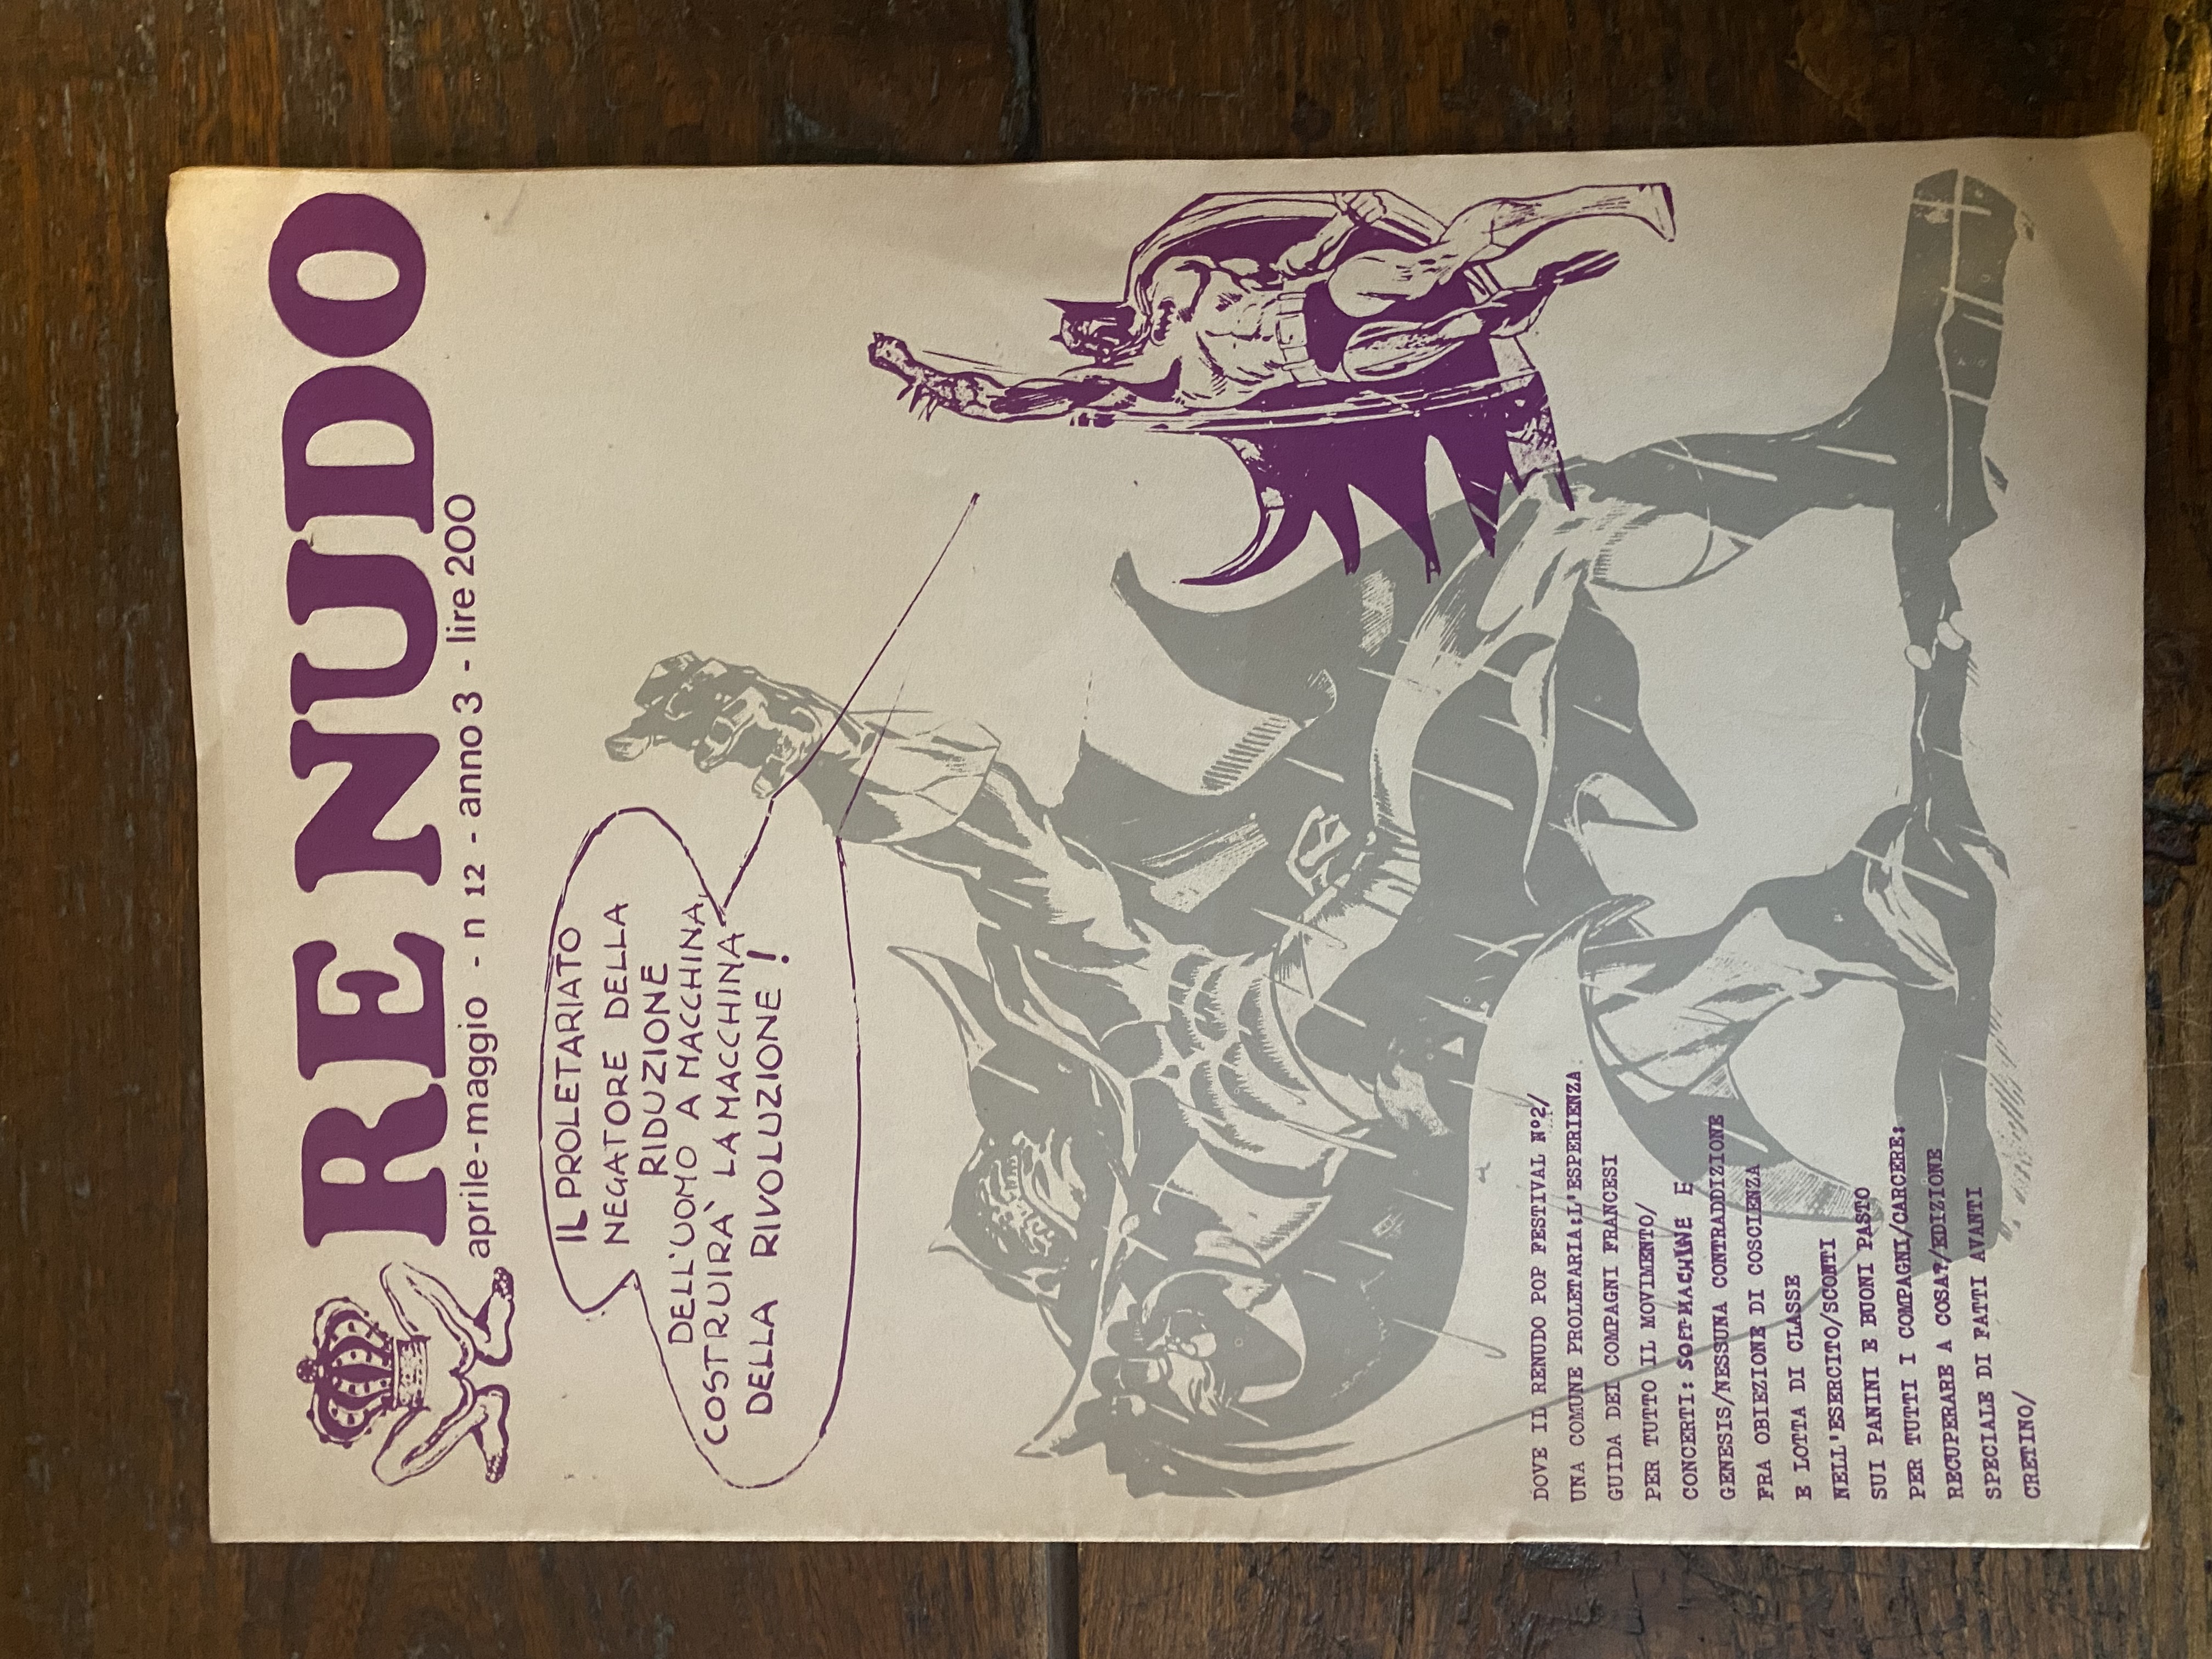 RE NUDO
aprile-maggio - n 12 - anno 3 - lire 200
IL PROLETARIATO
NEGATORE DELLA
RIDUZIONE
DELL'UOMO A MACCHINA,
COSTRUIRA' LA MACCHINA
DELLA RIVOLUZIONE!
DOVE IL RENUDO POP FESTIVAL N°2/
UNA COMUNE PROLETARIA:L'ESPERIENZA
GUIDA DEI COMPAGNI FRANCESI
PER TUTTO IL MOVIMENTO/
CONCERTI: SOFT-MACHINE E
GENESIS/NESSUNA CONTRADDIZIONE
FRA OBIEZIONE DI COSCIENZA
E LOTTA DI CLASSE
NELL'ESERCITO/SCONTI
SUI PANINI E BUONI PASTO
PER TUTTI I COMPAGNI/CARCERE:
RECUPERARE A COSA?/EDIZIONE
SPECIALE DI FATTI AVANTI
CRETINO/